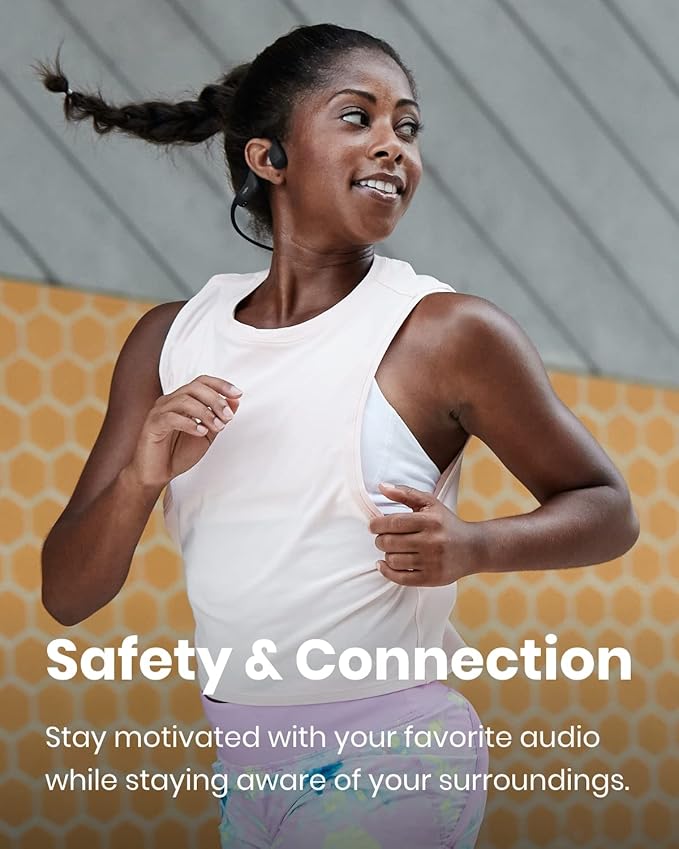 Safety & Connection
Stay motivated with your favorite audio
while staying aware of your surroundings.